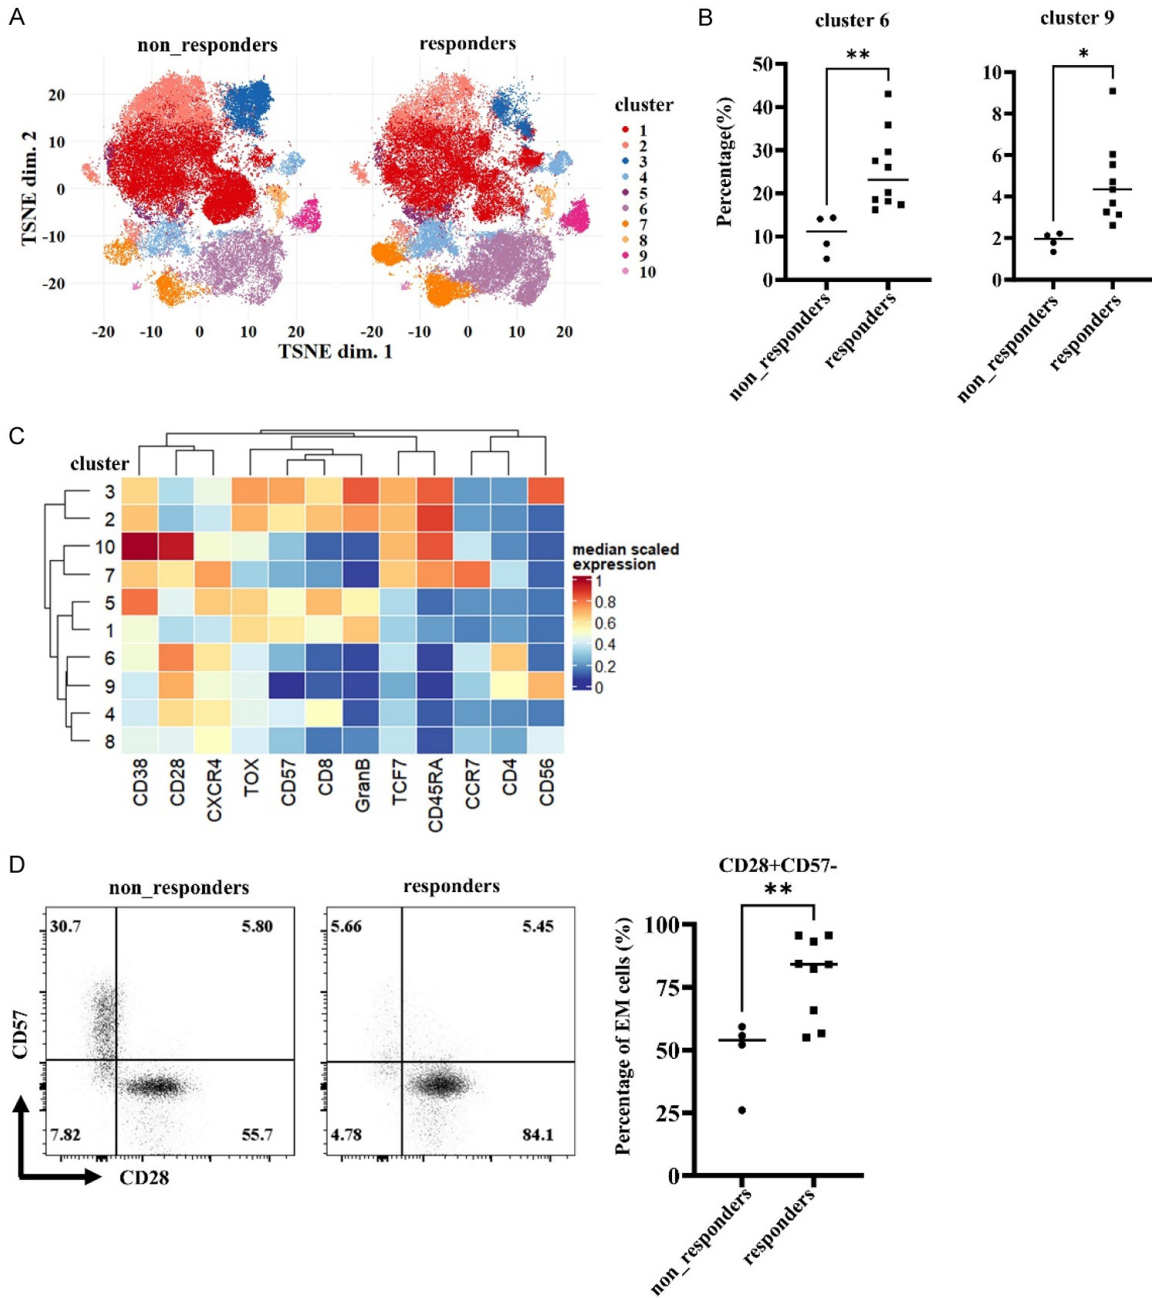 A
non_responders
responders
TSNE dim. 2
20
10
0
-10
-20
-20
-10
0
10
20
-20
-10
0
10
20
TSNE dim. 1
cluster
1
2
3
4
5
6
7
8
9
10
B
cluster 6
**
Percentage(%)
50
40
30
20
10
0
non_responders
responders
cluster 9
*
10
8
6
4
2
0
non_responders
responders
C
cluster
3
2
10
7
5
1
6
9
4
8
CD38
CD28
CXCR4
TOX
CD57
CD8
GranB
TCF7
CD45RA
CCR7
CD4
CD56
median scaled
expression
1
0.8
0.6
0.4
0.2
0
D
non_responders
30.7
5.80
7.82
55.7
CD57
CD28
responders
5.66
5.45
4.78
84.1
CD28+CD57-
**
Percentage of EM cells (%)
100
75
50
25
0
non_responders
responders